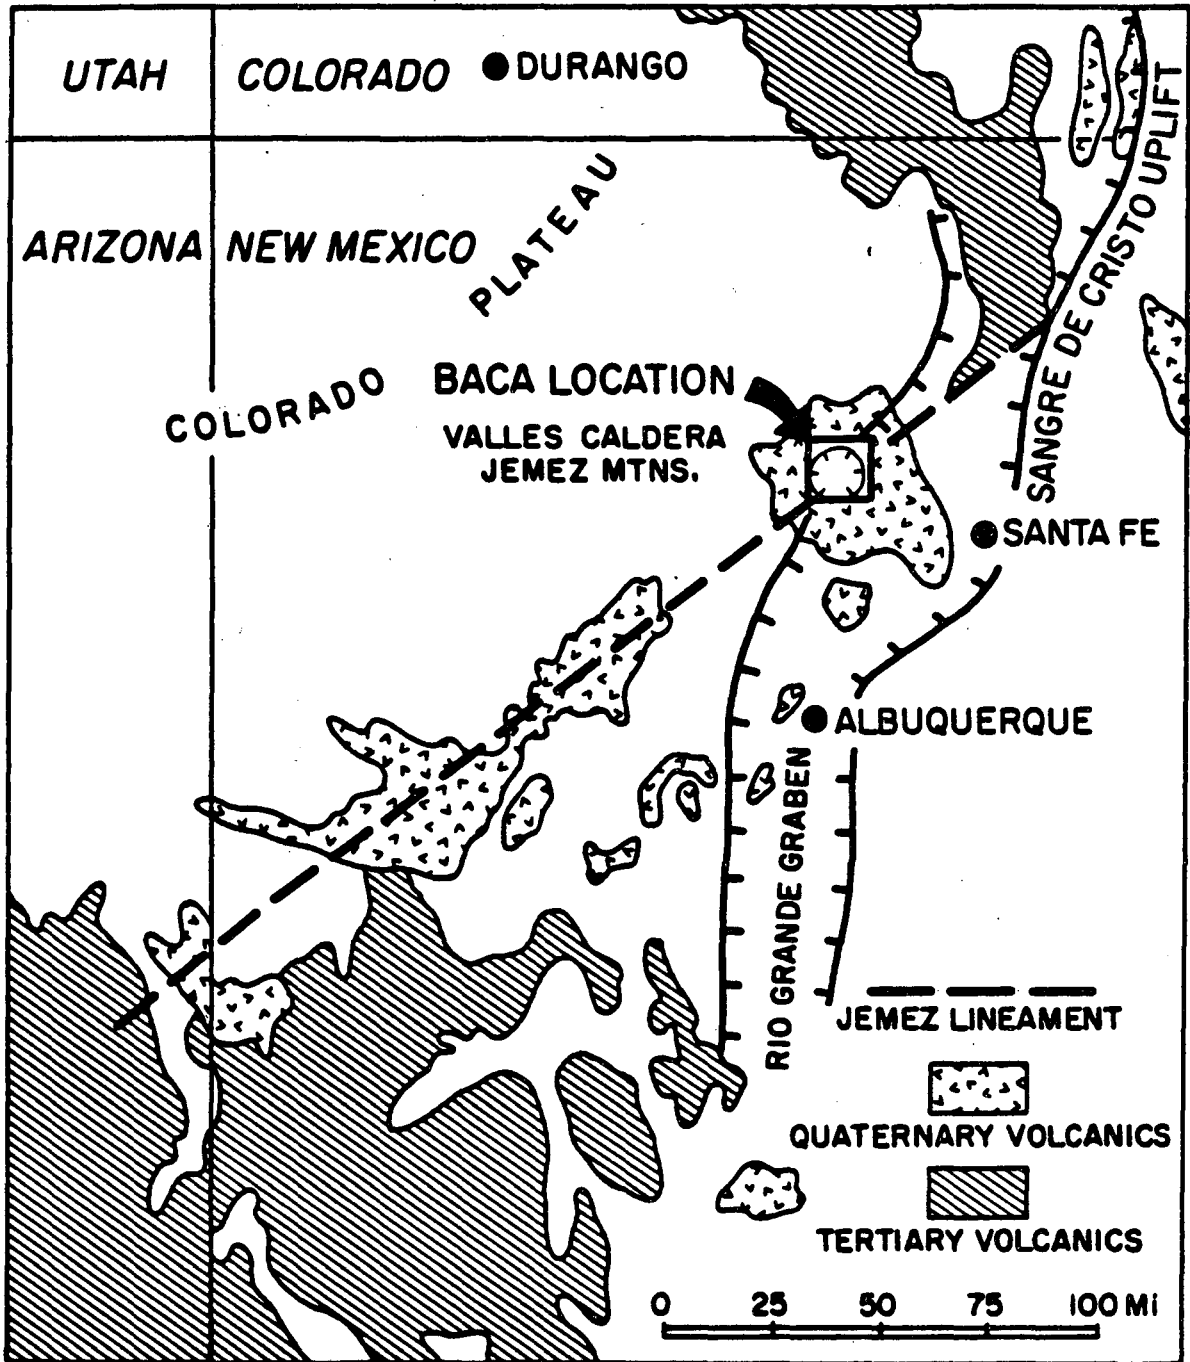 UTAH
COLORADO
DURANGO
ARIZONA
NEW MEXICO
PLATEAU
COLORADO
SANGRE DE CRISTO UPLIFT
BACA LOCATION
VALLES CALDERA
JEMEZ MTNS.
SANTA FE
ALBUQUERQUE
RIO GRANDE GRABEN
JEMEZ LINEAMENT
QUATERNARY VOLCANICS
TERTIARY VOLCANICS
0 25 50 75 100 Mi